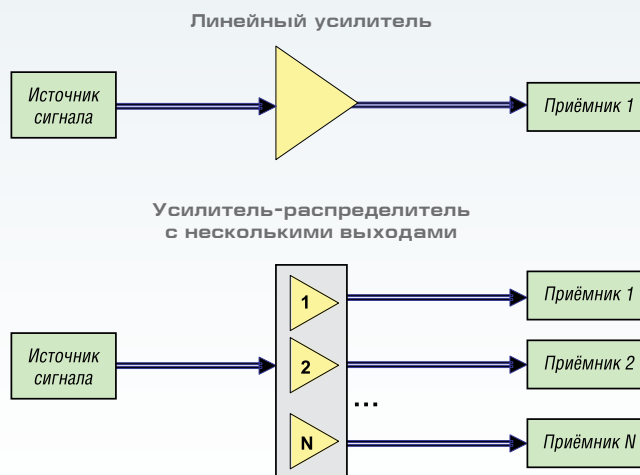 Линейный усилитель
Источник
сигнала
Приёмник 1
Усилитель-распределитель
с несколькими выходами
1
Приёмник 1
Источник
сигнала
2
Приёмник 2
...
N
Приёмник N